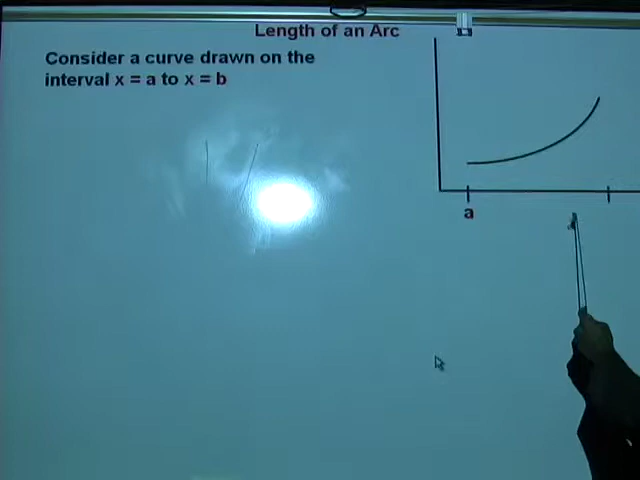 Length of an Arc
Consider a curve drawn on the
interval x = a to x = b
a